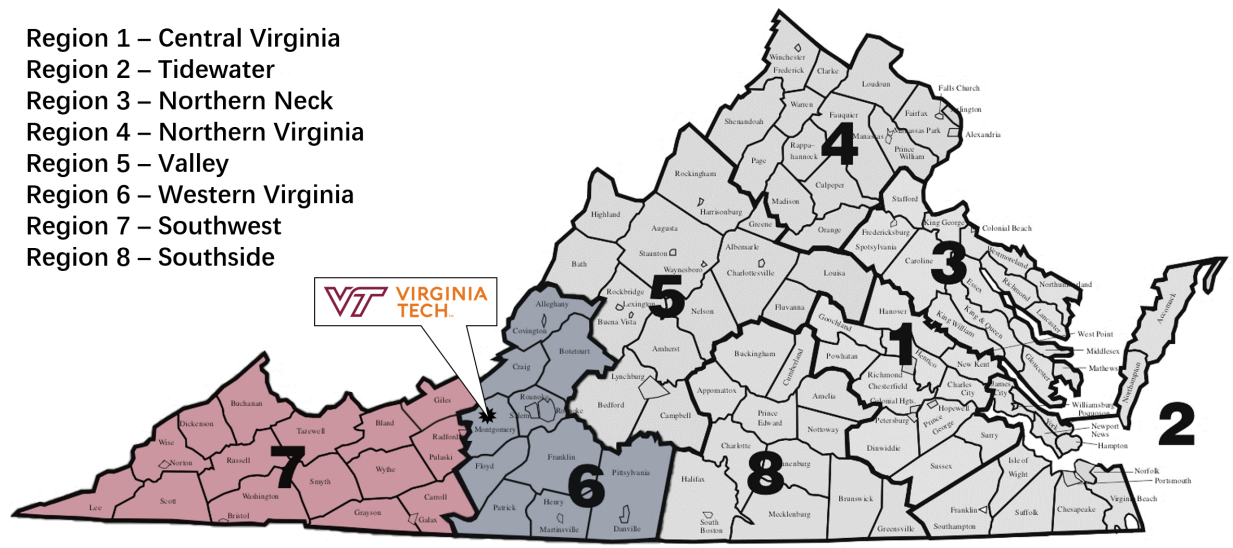 Region 1 – Central Virginia
Region 2 – Tidewater
Region 3 – Northern Neck
Region 4 – Northern Virginia
Region 5 – Valley
Region 6 – Western Virginia
Region 7 – Southwest
Region 8 – Southside
VT VIRGINIA
TECH
Winchester
Frederick
Clarke
Loudoun
Falls Church
Warren
Fauquier
Fairfax
Shenandoah
Manassas
Manassas Park
Alexandria
4
Rappa-
hannock
Prince
William
Page
Rockingham
Culpeper
Madison
Stafford
Highland
Harrisonburg
Greene
Orange
Fredericksburg
King George
Colonial Beach
Augusta
Albemarle
Spotsylvania
Westmoreland
Staunton
Bath
Waynesboro
Charlottesville
Louisa
Caroline
3
Essex
Richmond
Rockbridge
Lexington
5
Nelson
Fluvanna
Goochland
Hanover
Lancaster
Accomack
Alleghany
Buena Vista
King William
King & Queen
Covington
West Point
Botetourt
Amherst
Buckingham
Cumberland
Powhatan
1
Henrico
New Kent
Gloucester
Middlesex
Mathews
Craig
Lynchburg
Richmond
Chesterfield
Charles
City
James
City
Northampton
Buchanan
Giles
Bedford
Appomattox
Amelia
Colonial Hgts.
Williamsburg
Poquoson
2
Roanoke
Salem
Campbell
Prince
Edward
Petersburg
Hopewell
Prince
George
York
Newport
News
Hampton
Dickenson
Tazewell
Bland
Radford
Montgomery
Nottoway
Surry
Wise
Norton
Russell
7
Wythe
Pulaski
Floyd
Franklin
Pittsylvania
Charlotte
Dinwiddie
Isle of
Wight
Sussex
Norfolk
Portsmouth
Smyth
6
Halifax
8
Scott
Washington
Carroll
Patrick
Henry
Mecklenburg
Brunswick
Virginia Beach
Lee
Bristol
Grayson
Galax
Martinsville
Danville
South
Boston
Greensville
Franklin
Southampton
Suffolk
Chesapeake